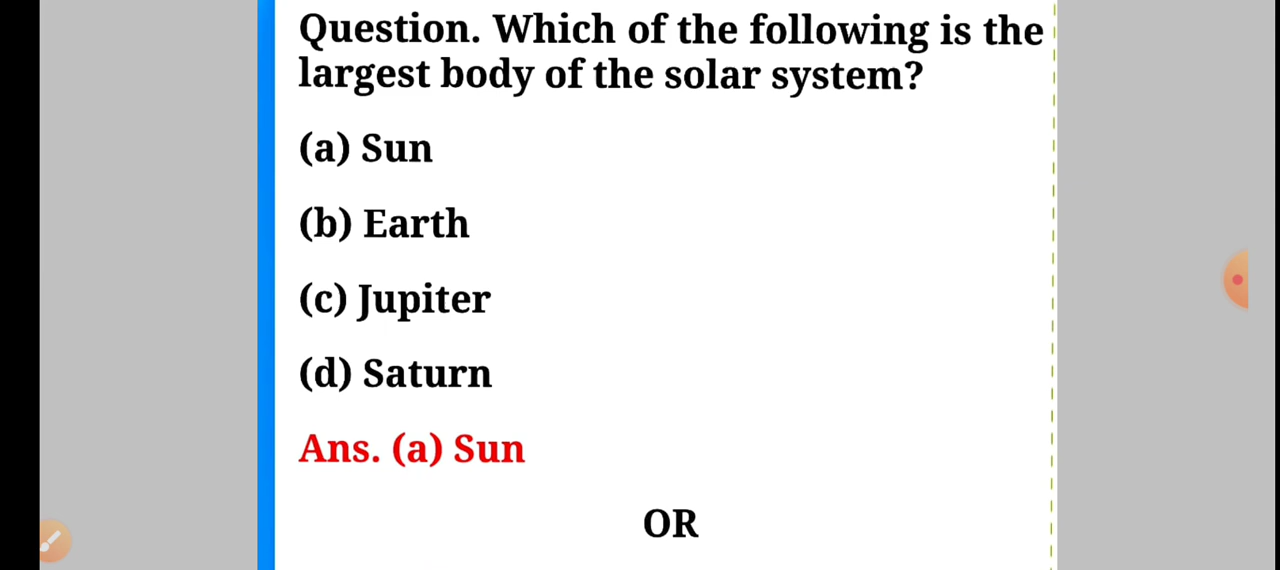 Question. Which of the following is the
largest body of the solar system?
(a) Sun
(b) Earth
(c) Jupiter
(d) Saturn
Ans. (a) Sun
OR